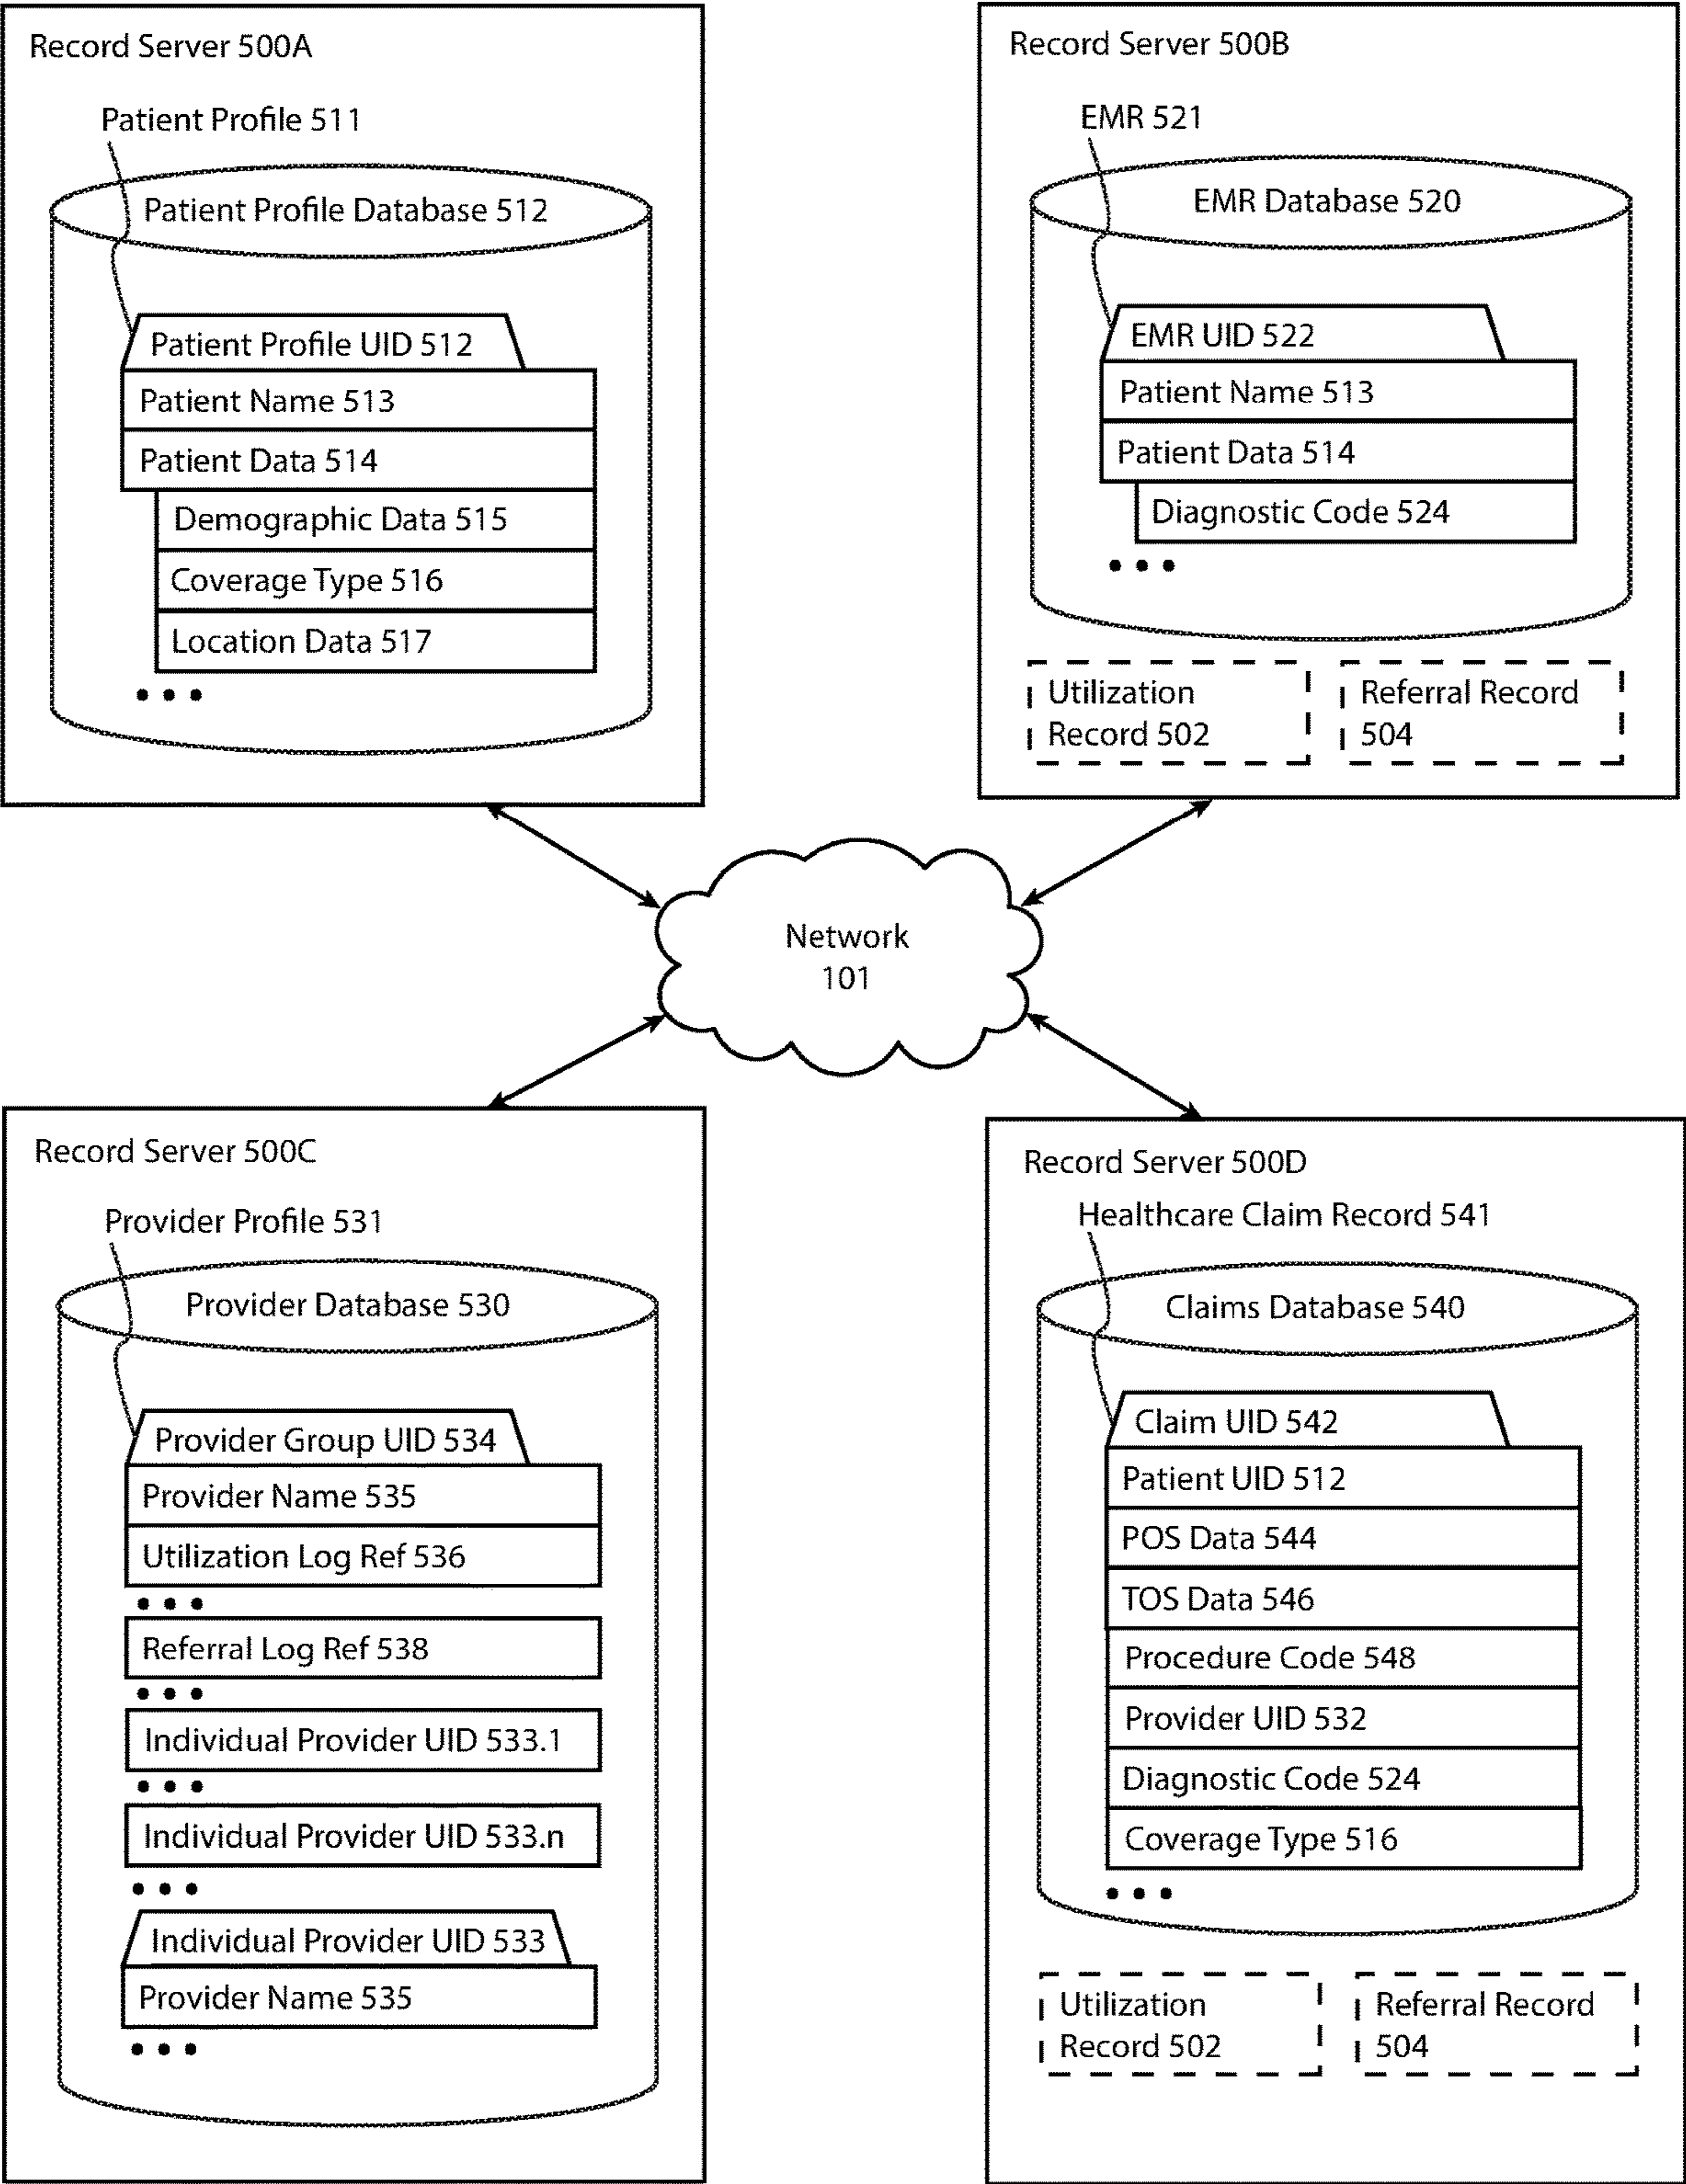 Record Server 500A
Patient Profile 511
Patient Profile Database 512
Patient Profile UID 512
Patient Name 513
Patient Data 514
Demographic Data 515
Coverage Type 516
Location Data 517
Record Server 500B
EMR 521
EMR Database 520
EMR UID 522
Patient Name 513
Patient Data 514
Diagnostic Code 524
Utilization
Record 502
Referral Record
504
Network
101
Record Server 500C
Provider Profile 531
Provider Database 530
Provider Group UID 534
Provider Name 535
Utilization Log Ref 536
Referral Log Ref 538
Individual Provider UID 533.1
Individual Provider UID 533.n
Individual Provider UID 533
Provider Name 535
Record Server 500D
Healthcare Claim Record 541
Claims Database 540
Claim UID 542
Patient UID 512
POS Data 544
TOS Data 546
Procedure Code 548
Provider UID 532
Diagnostic Code 524
Coverage Type 516
Utilization
Record 502
Referral Record
504